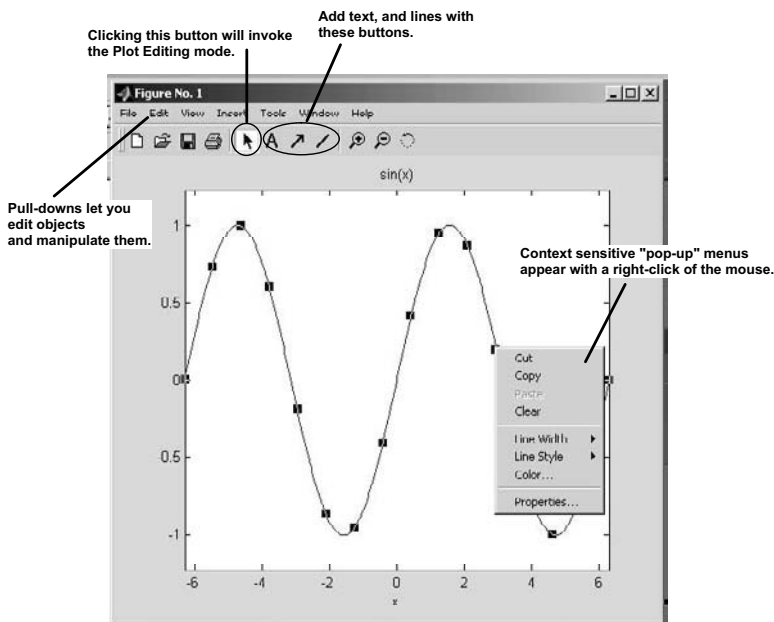 Add text, and lines with
these buttons.
Clicking this button will invoke
the Plot Editing mode.
Figure No. 1
File Edit View Insert Tools Window Help
A
sin(x)
Pull-downs let you
edit objects
and manipulate them.
Context sensitive "pop-up" menus
appear with a right-click of the mouse.
1
0.5
0
0.5
-1
Cut
Copy
Paste
Clear
Line Width
Line Style
Color...
Properties...
-6 -4 -2 0 2 4 6
x